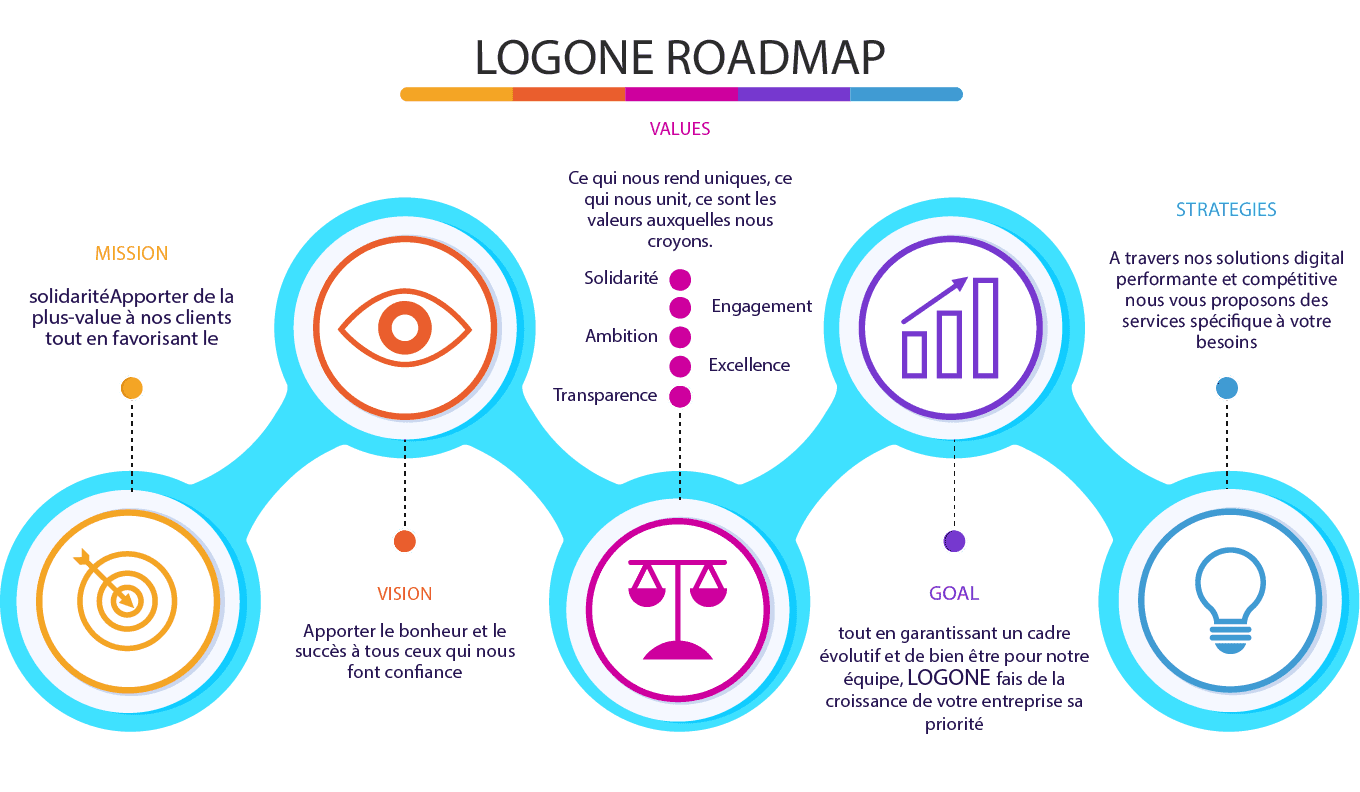 LOGONE ROADMAP
MISSION
solidaritéApporter de la
plus-value à nos clients
tout en favorisant le
VISION
Apporter le bonheur et le
succès à tous ceux qui nous
font confiance
VALUES
Ce qui nous rend uniques, ce
qui nous unit, ce sont les
valeurs auxquelles nous
croyons.
Solidarité
Engagement
Ambition
Excellence
Transparence
GOAL
tout en garantissant un cadre
évolutif et de bien être pour notre
équipe, LOGONE fais de la
croissance de votre entreprise sa
priorité
STRATEGIES
A travers nos solutions digital
performante et compétitive
nous vous proposons des
services spécifique à votre
besoins